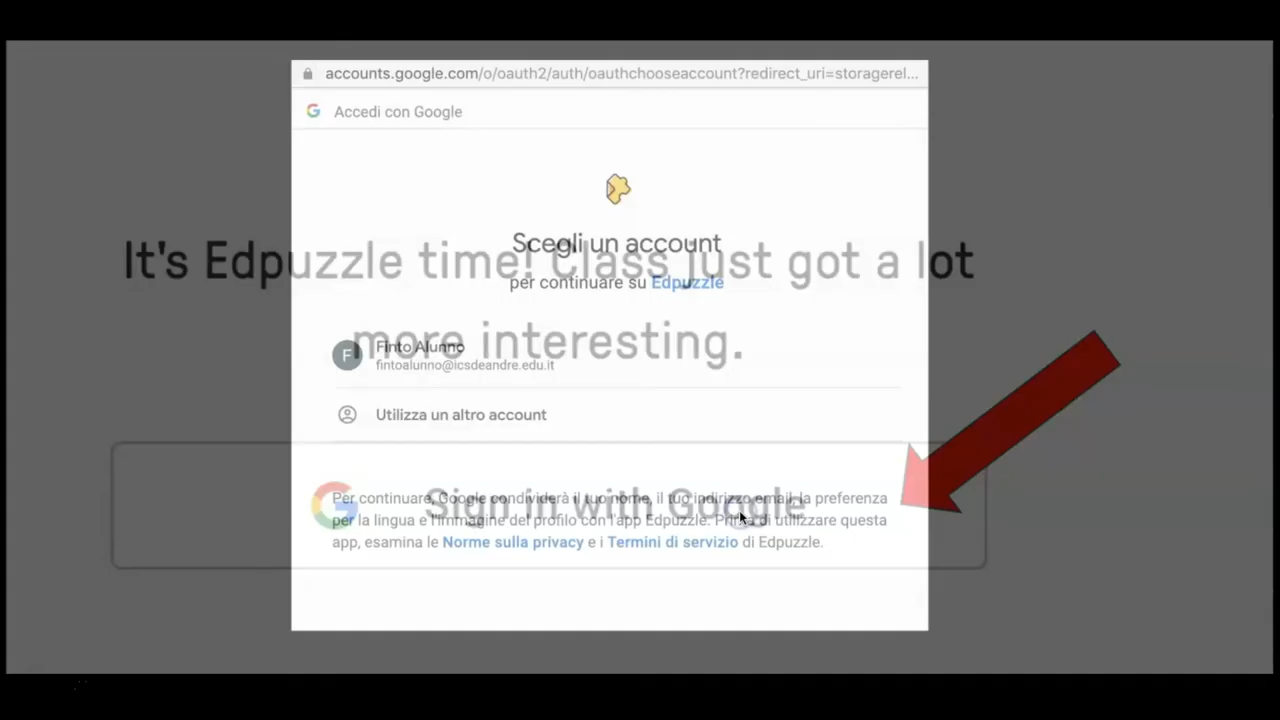 accounts.google.com/o/oauth2/auth/oauthchooseaccount?redirect_uri=storagerel...
Accedi con Google
Scegli un account
per continuare su Edpuzzle
It's Edpuzzle time! Class just got a lot
more interesting.
F
Finto Alunno
fintoalunno@icsdeandre.edu.it
Utilizza un altro account
Sign in with Google
Per continuare, Google condividerà il tuo nome, il tuo indirizzo email, la preferenza
per la lingua e l'immagine del profilo con l'app Edpuzzle. Prima di utilizzare questa
app, esamina le Norme sulla privacy e i Termini di servizio di Edpuzzle.